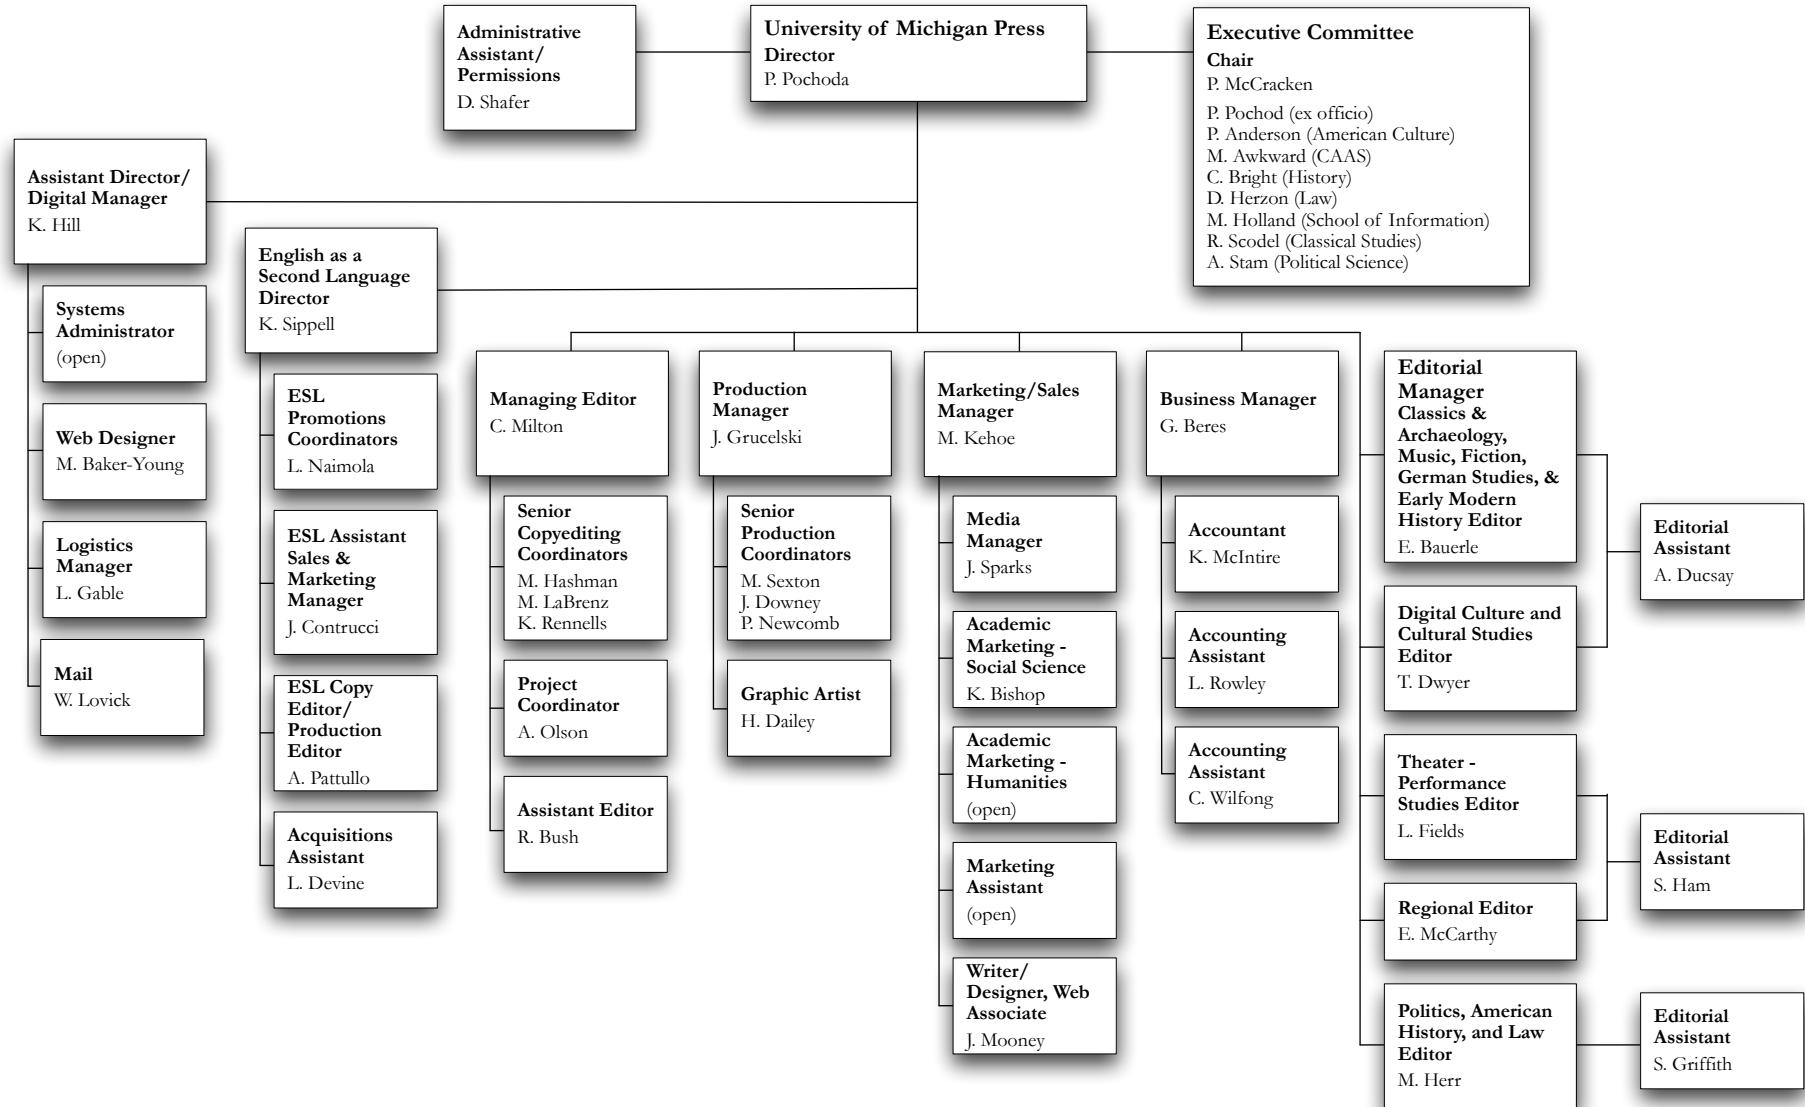 Administrative
Assistant/
Permissions
D. Shafer
University of Michigan Press
Director
P. Pochoda
Executive Committee
Chair
P. McCracken
P. Pochod (ex officio)
P. Anderson (American Culture)
M. Awkward (CAAS)
C. Bright (History)
D. Herzon (Law)
M. Holland (School of Information)
R. Scodel (Classical Studies)
A. Stam (Political Science)
Assistant Director/
Digital Manager
K. Hill
Systems
Administrator
(open)
Web Designer
M. Baker-Young
Logistics
Manager
L. Gable
Mail
W. Lovick
English as a
Second Language
Director
K. Sippell
ESL
Promotions
Coordinators
L. Naimola
ESL Assistant
Sales &
Marketing
Manager
J. Contrucci
ESL Copy
Editor/
Production
Editor
A. Pattullo
Acquisitions
Assistant
L. Devine
Managing Editor
C. Milton
Senior
Copyediting
Coordinators
M. Hashman
M. LaBrenz
K. Rennells
Project
Coordinator
A. Olson
Assistant Editor
R. Bush
Production
Manager
J. Grucelski
Senior
Production
Coordinators
M. Sexton
J. Downey
P. Newcomb
Graphic Artist
H. Dailey
Marketing/Sales
Manager
M. Kehoe
Media
Manager
J. Sparks
Academic
Marketing -
Social Science
K. Bishop
Academic
Marketing -
Humanities
(open)
Marketing
Assistant
(open)
Writer/
Designer, Web
Associate
J. Mooney
Business Manager
G. Beres
Accountant
K. McIntire
Accounting
Assistant
L. Rowley
Accounting
Assistant
C. Wilfong
Editorial
Manager
Classics &
Archaeology,
Music, Fiction,
German Studies, &
Early Modern
History Editor
E. Bauerle
Digital Culture and
Cultural Studies
Editor
T. Dwyer
Theater -
Performance
Studies Editor
L. Fields
Regional Editor
E. McCarthy
Politics, American
History, and Law
Editor
M. Herr
Editorial
Assistant
A. Ducsay
Editorial
Assistant
S. Ham
Editorial
Assistant
S. Griffith